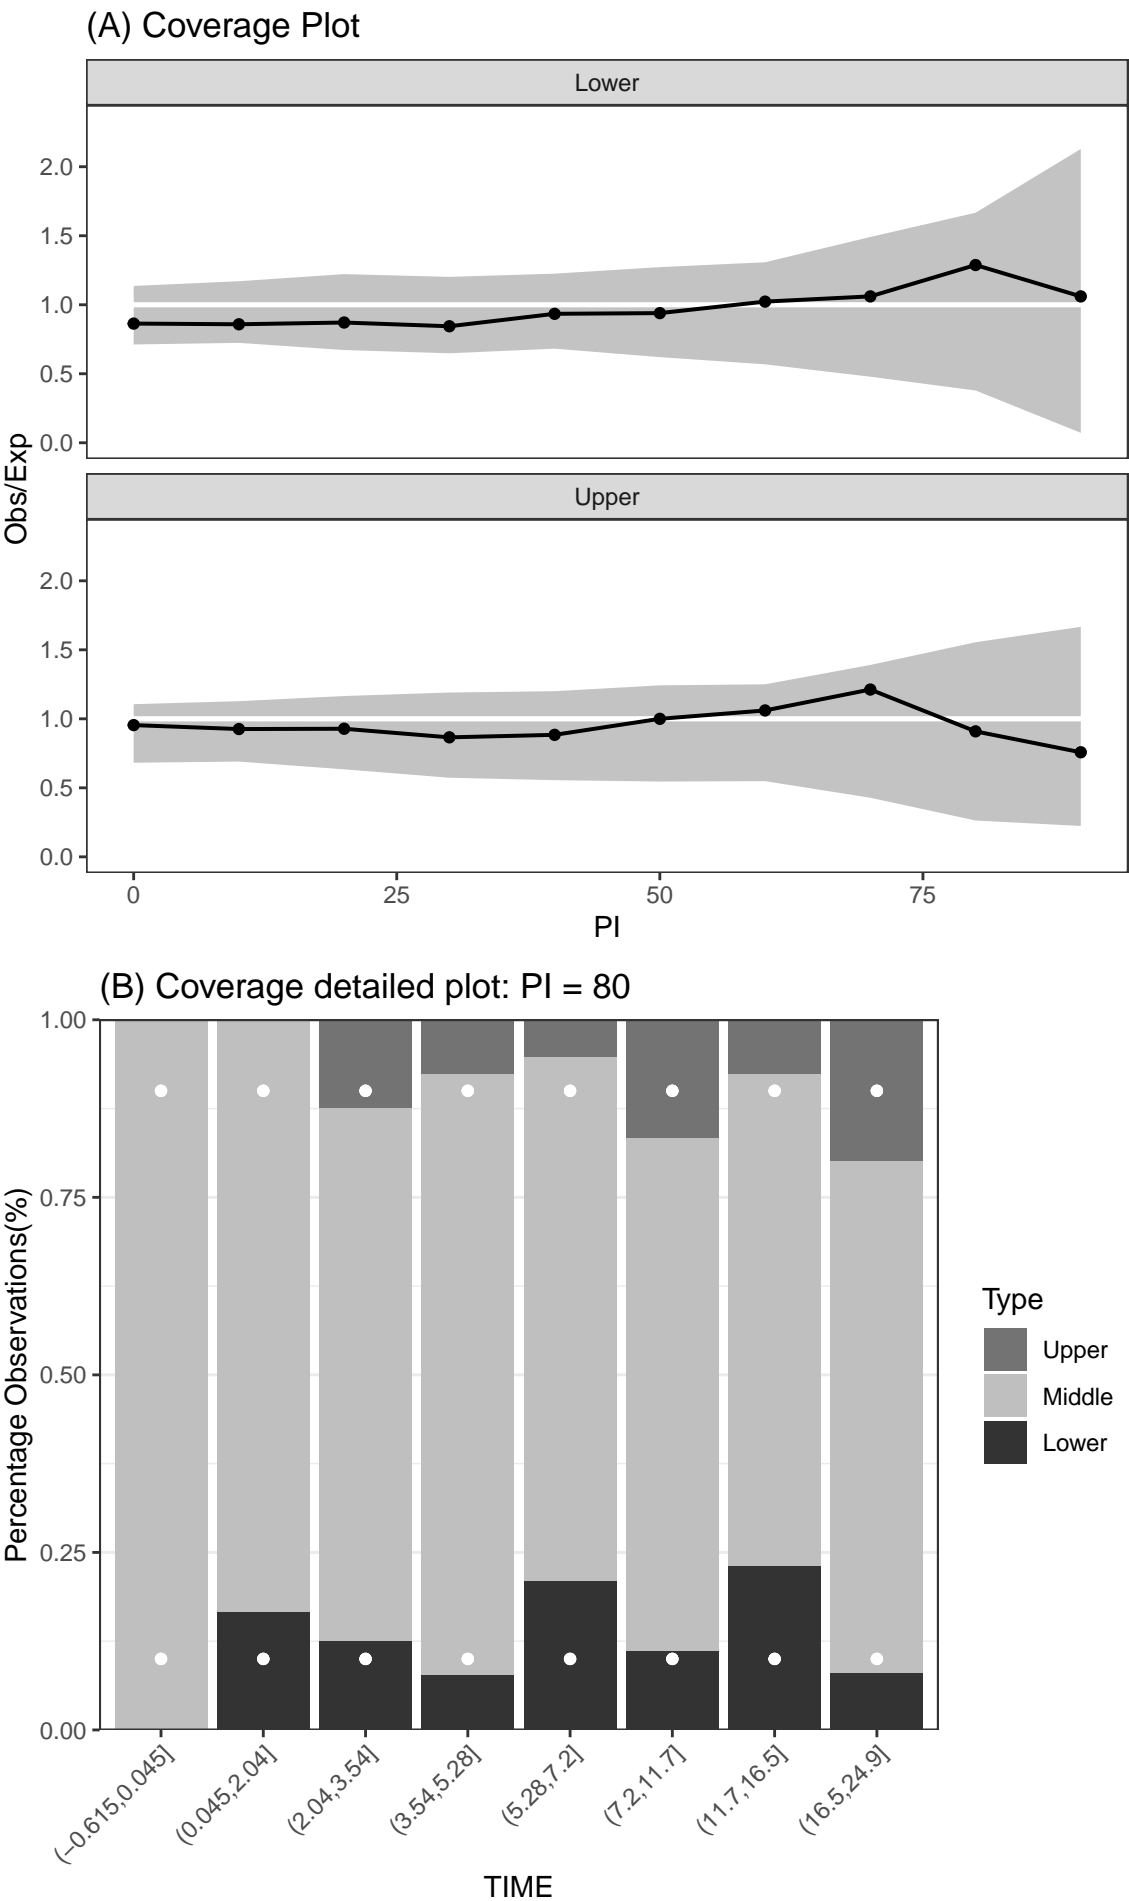 (A) Coverage Plot
Lower
2.0
1.5
1.0
0.5
0.0
Obs/Exp
Upper
2.0
1.5
1.0
0.5
0.0
0 25 50 75
PI
(B) Coverage detailed plot: PI = 80
1.00
0.75
0.50
0.25
0.00
Percentage Observations(%)
Type
Upper
Middle
Lower
(−0.615,0.045]
(0.045,2.04]
(2.04,3.54]
(3.54,5.28]
(5.28,7.2]
(7.2,11.7]
(11.7,16.5]
(16.5,24.9]
TIME